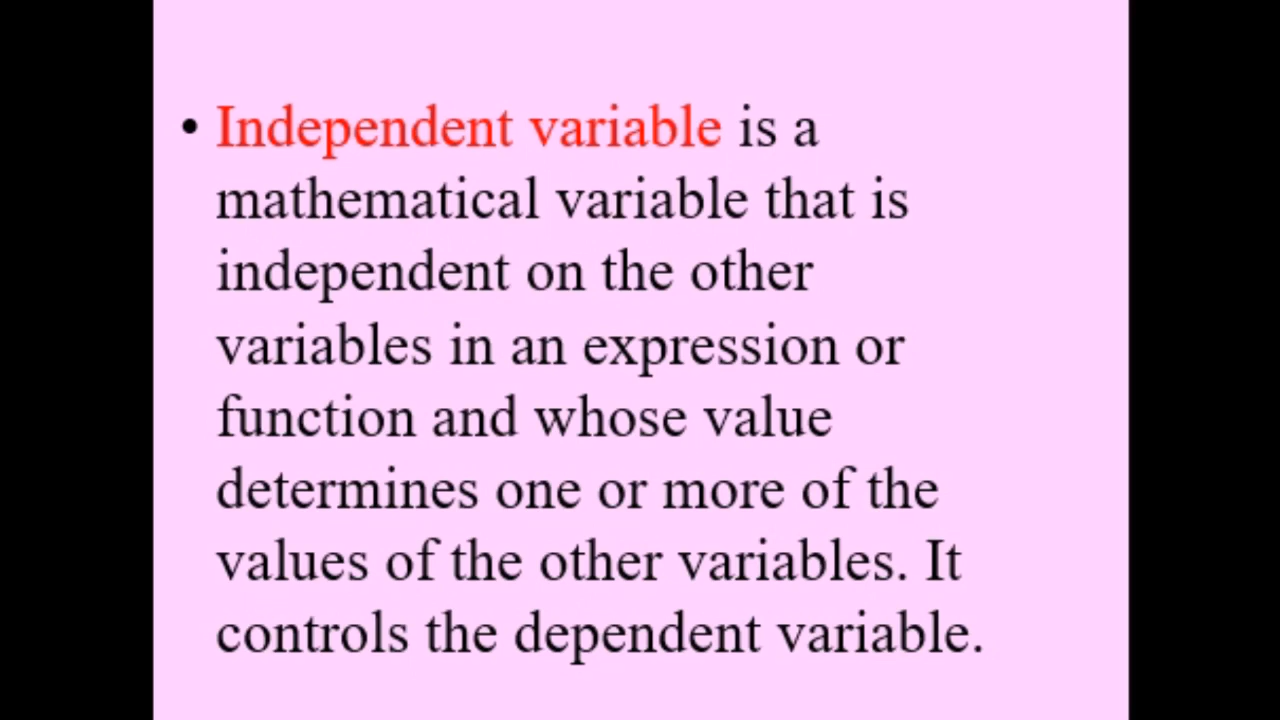 • Independent variable is a
mathematical variable that is
independent on the other
variables in an expression or
function and whose value
determines one or more of the
values of the other variables. It
controls the dependent variable.